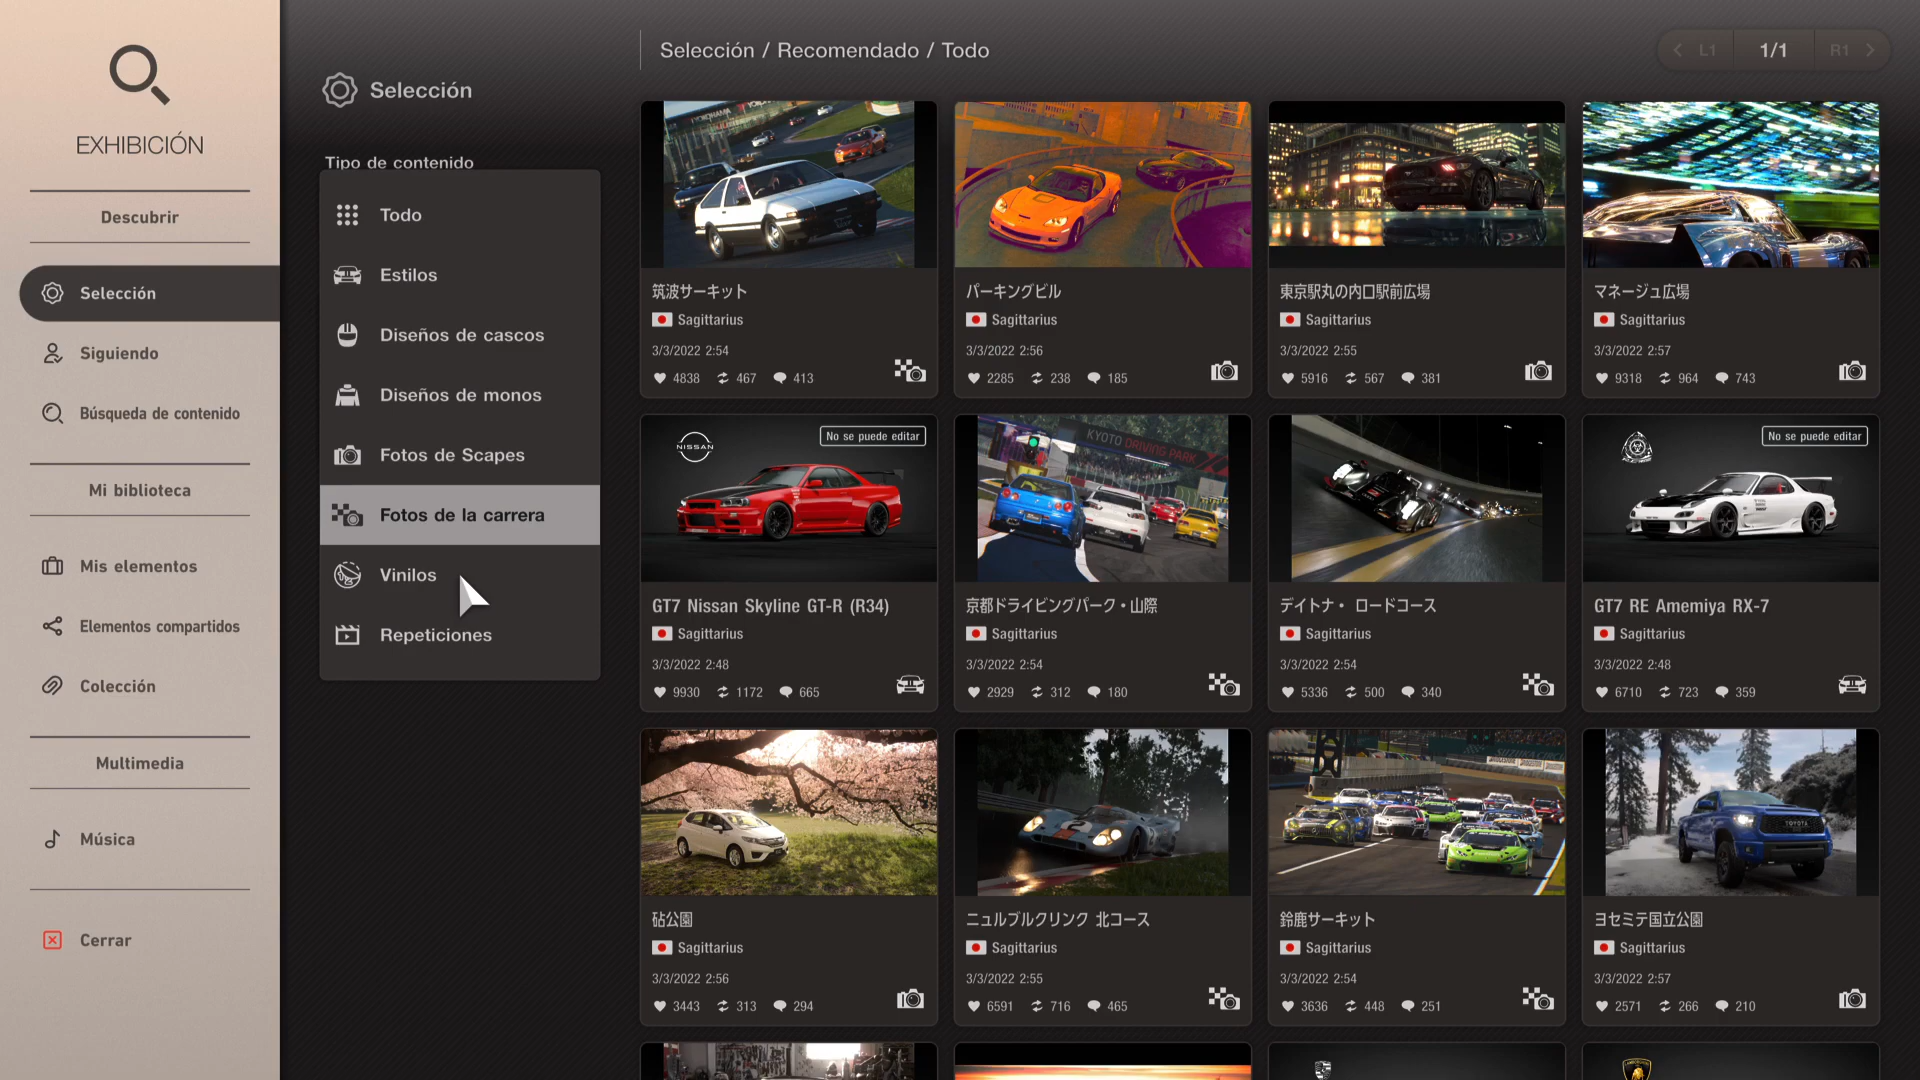 EXHIBICIÓN
Descubrir
Selección
Siguiendo
Búsqueda de contenido
Mi biblioteca
Mis elementos
Elementos compartidos
Colección
Multimedia
Música
Cerrar
Selección
Tipo de contenido
Todo
Estilos
Diseños de cascos
Diseños de monos
Fotos de Scapes
Fotos de la carrera
Vinilos
Repeticiones
Selección / Recomendado / Todo
L1
1/1
R1
筑波サーキット
Sagittarius
3/3/2022 2:54
4838 467 413
パーキングビル
Sagittarius
3/3/2022 2:56
2285 238 185
東京駅丸の内口駅前広場
Sagittarius
3/3/2022 2:55
5916 567 381
マネージュ広場
Sagittarius
3/3/2022 2:57
9318 964 743
NISSAN
No se puede editar
GT7 Nissan Skyline GT-R (R34)
Sagittarius
3/3/2022 2:48
9930 1172 665
KYOTO DRIVING PARK
京都ドライビングパーク・山際
Sagittarius
3/3/2022 2:54
2929 312 180
デイトナ・ ロードコース
Sagittarius
3/3/2022 2:54
5336 500 340
No se puede editar
GT7 RE Amemiya RX-7
Sagittarius
3/3/2022 2:48
6710 723 359
砧公園
Sagittarius
3/3/2022 2:56
3443 313 294
ニュルブルクリンク 北コース
Sagittarius
3/3/2022 2:55
6591 716 465
鈴鹿サーキット
Sagittarius
3/3/2022 2:54
3636 448 251
TOYOTA
ヨセミテ国立公園
Sagittarius
3/3/2022 2:57
2571 266 210